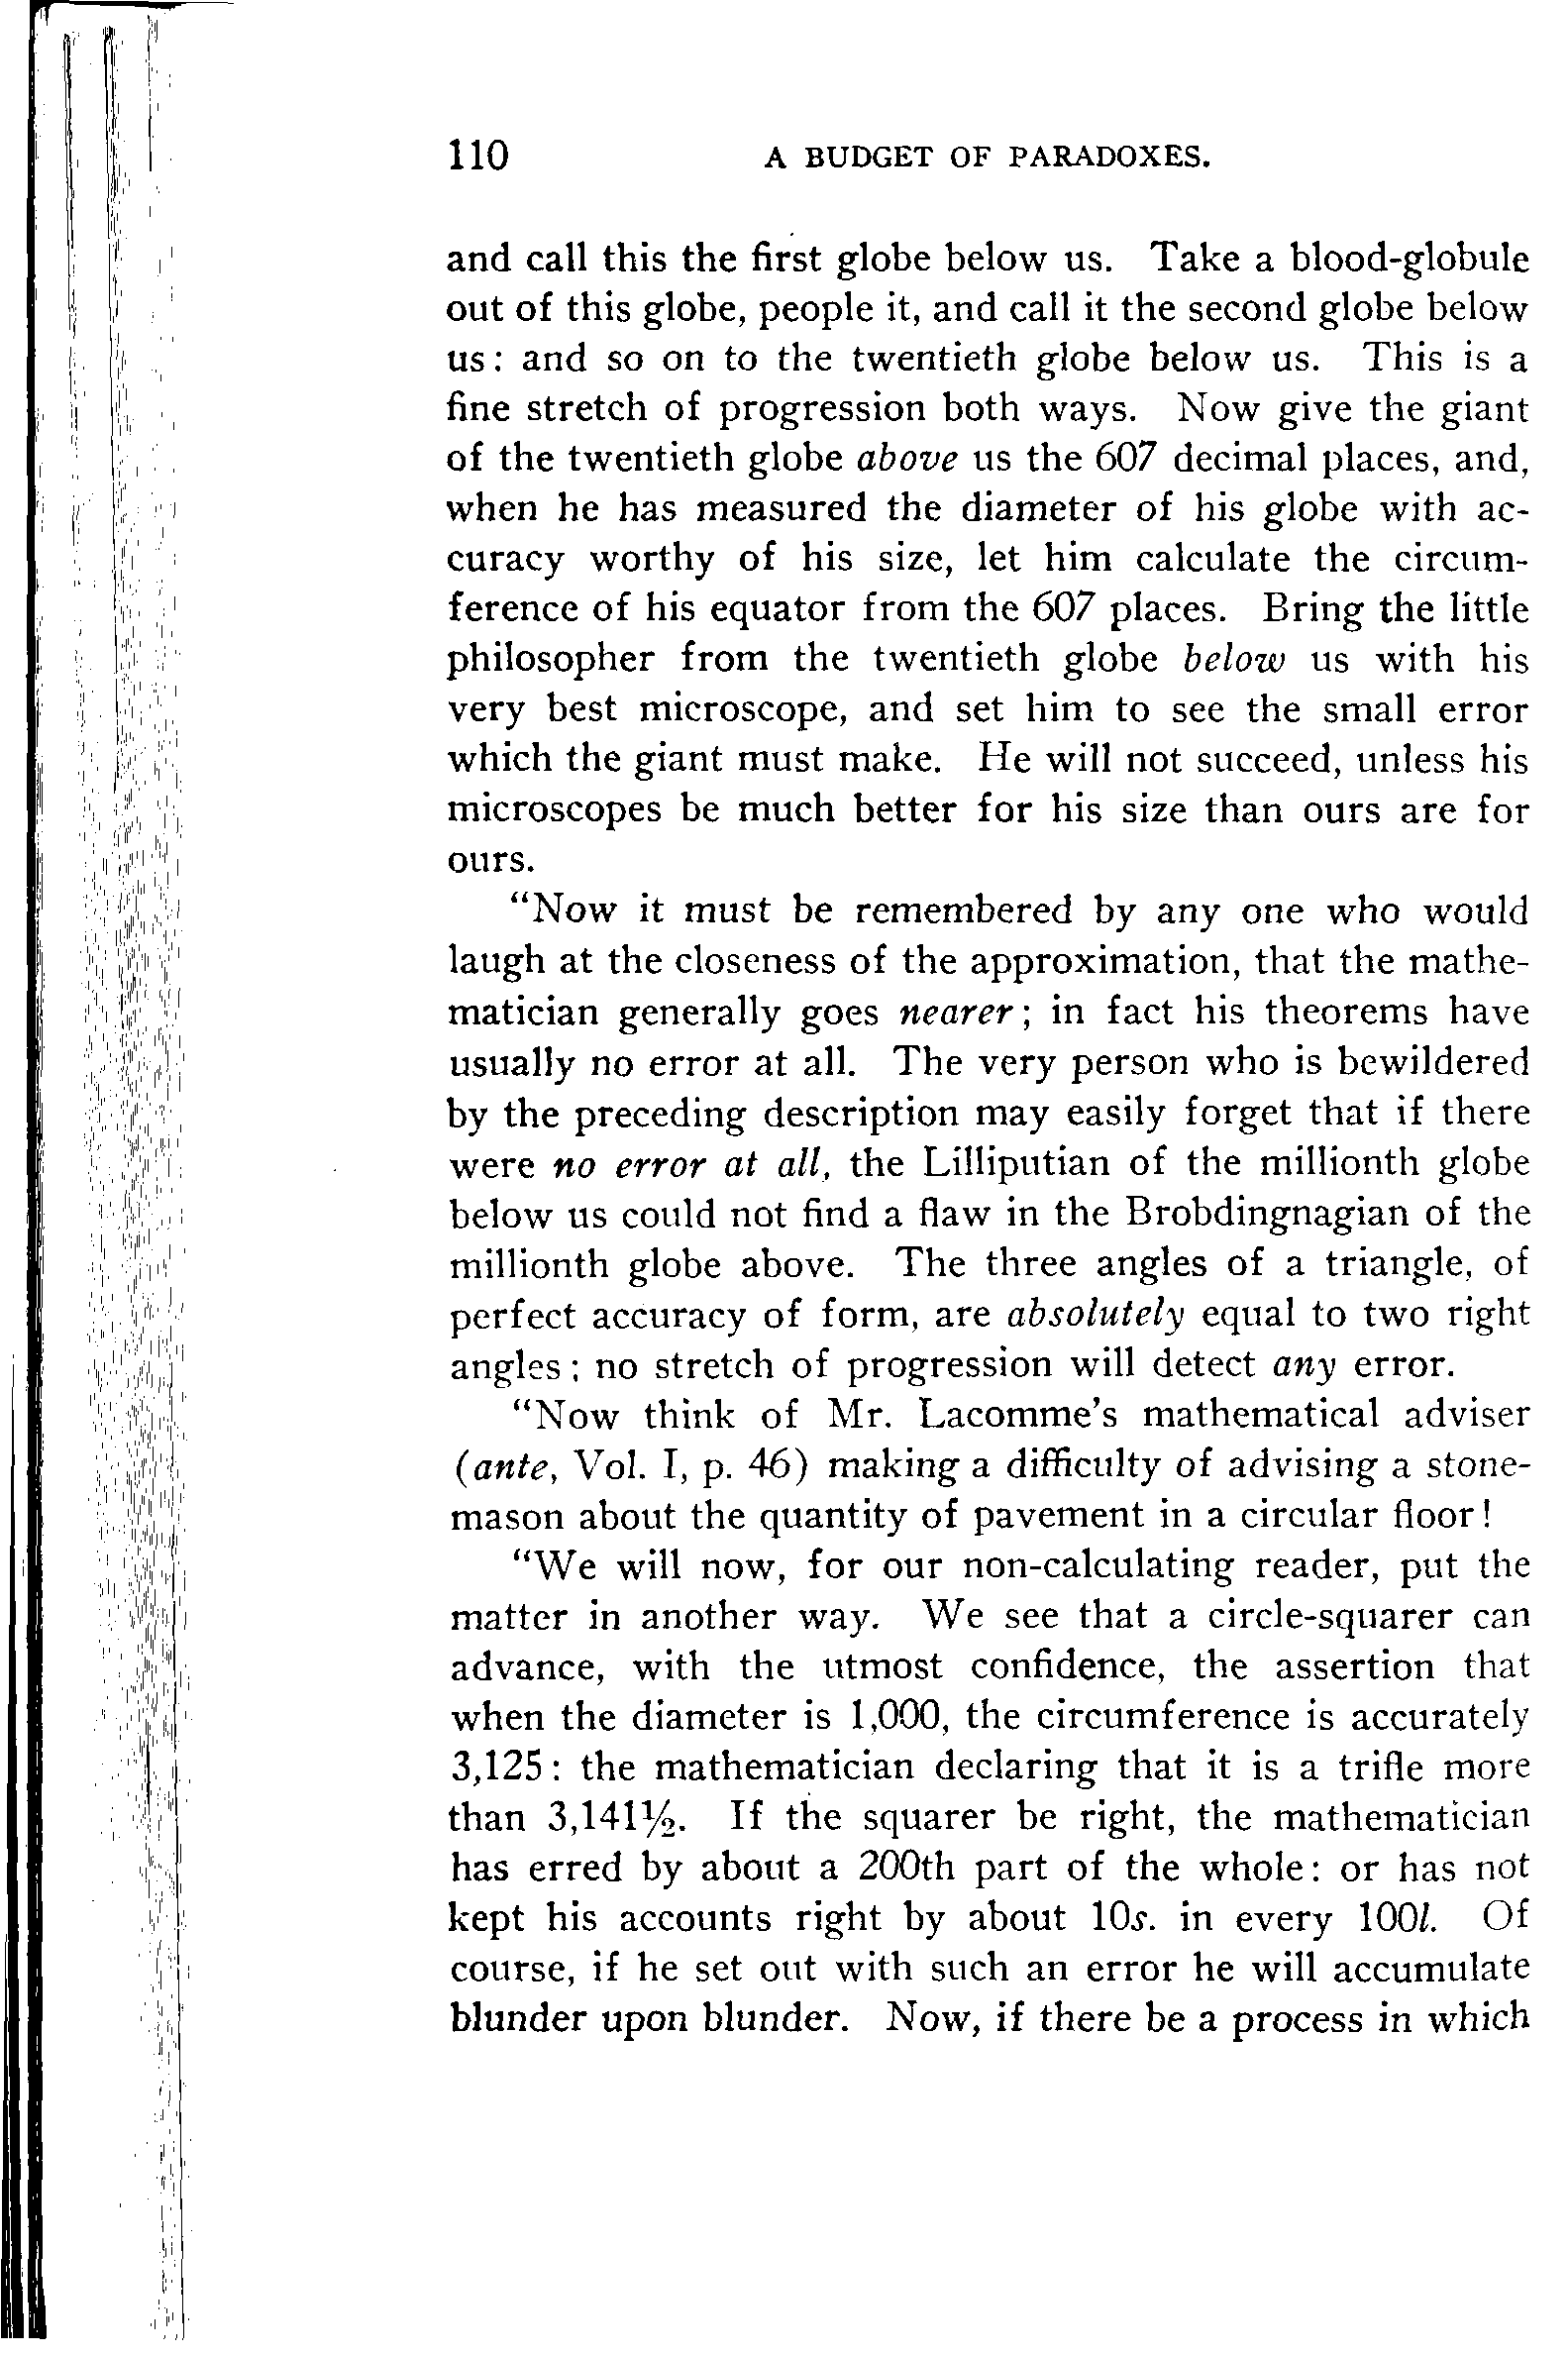 110 A BUDGET OF PARADOXES.
and call this the first globe below us. Take a blood-globule
out of this globe, people it, and call it the second globe below
us: and so on to the twentieth globe below us. This is a
fine stretch of progression both ways. Now give the giant
of the twentieth globe above us the 607 decimal places, and,
when he has measured the diameter of his globe with ac-
curacy worthy of his size, let him calculate the circum-
ference of his equator from the 607 places. Bring the little
philosopher from the twentieth globe below us with his
very best microscope, and set him to see the small error
which the giant must make. He will not succeed, unless his
microscopes be much better for his size than ours are for
ours.
“Now it must be remembered by any one who would
laugh at the closeness of the approximation, that the mathe-
matician generally goes nearer; in fact his theorems have
usually no error at all. The very person who is bewildered
by the preceding description may easily forget that if there
were no error at all, the Lilliputian of the millionth globe
below us could not find a flaw in the Brobdingnagian of the
millionth globe above. The three angles of a triangle, of
perfect accuracy of form, are absolutely equal to two right
angles; no stretch of progression will detect any error.
“Now think of Mr. Lacomme’s mathematical adviser
(ante, Vol. I, p. 46) making a difficulty of advising a stone-
mason about the quantity of pavement in a circular floor!
“We will now, for our non-calculating reader, put the
matter in another way. We see that a circle-squarer can
advance, with the utmost confidence, the assertion that
when the diameter is 1,000, the circumference is accurately
3,125: the mathematician declaring that it is a trifle more
than 3,141½. If the squarer be right, the mathematician
has erred by about a 200th part of the whole: or has not
kept his accounts right by about 10s. in every 100l. Of
course, if he set out with such an error he will accumulate
blunder upon blunder. Now, if there be a process in which